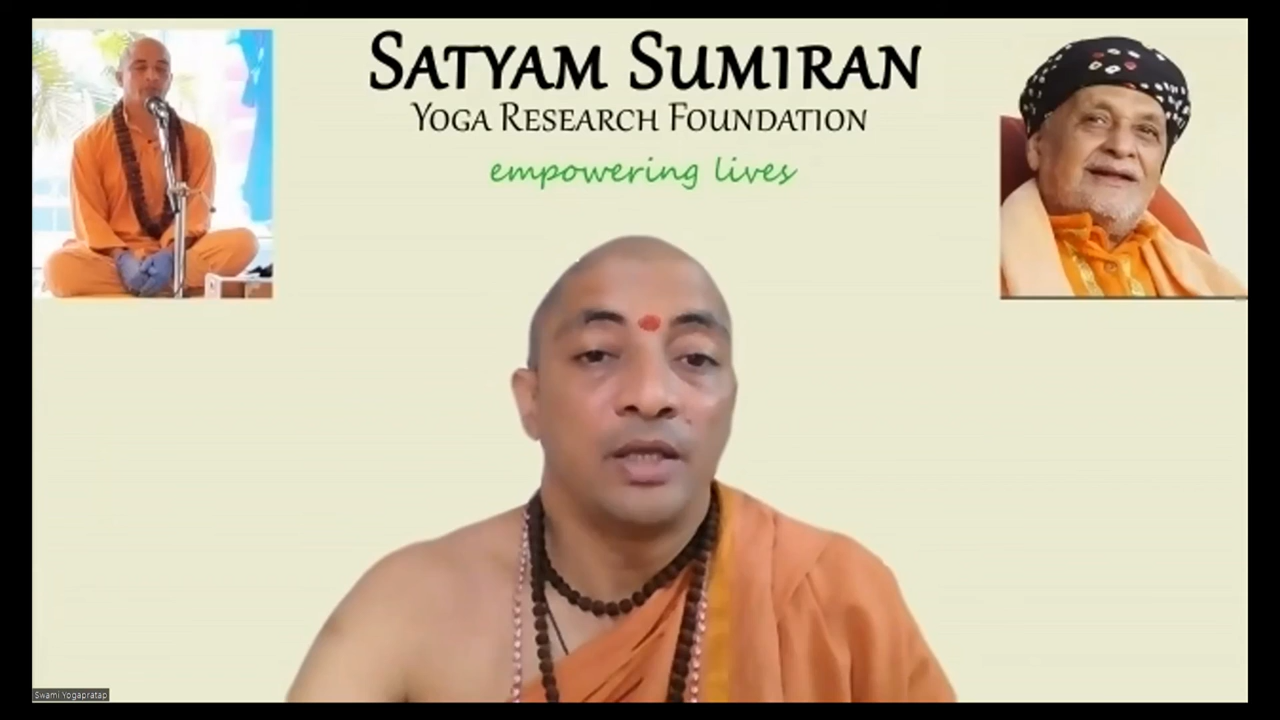 SATYAM SUMIRAN
YOGA RESEARCH FOUNDATION
empowering lives
Swami Yogapratap